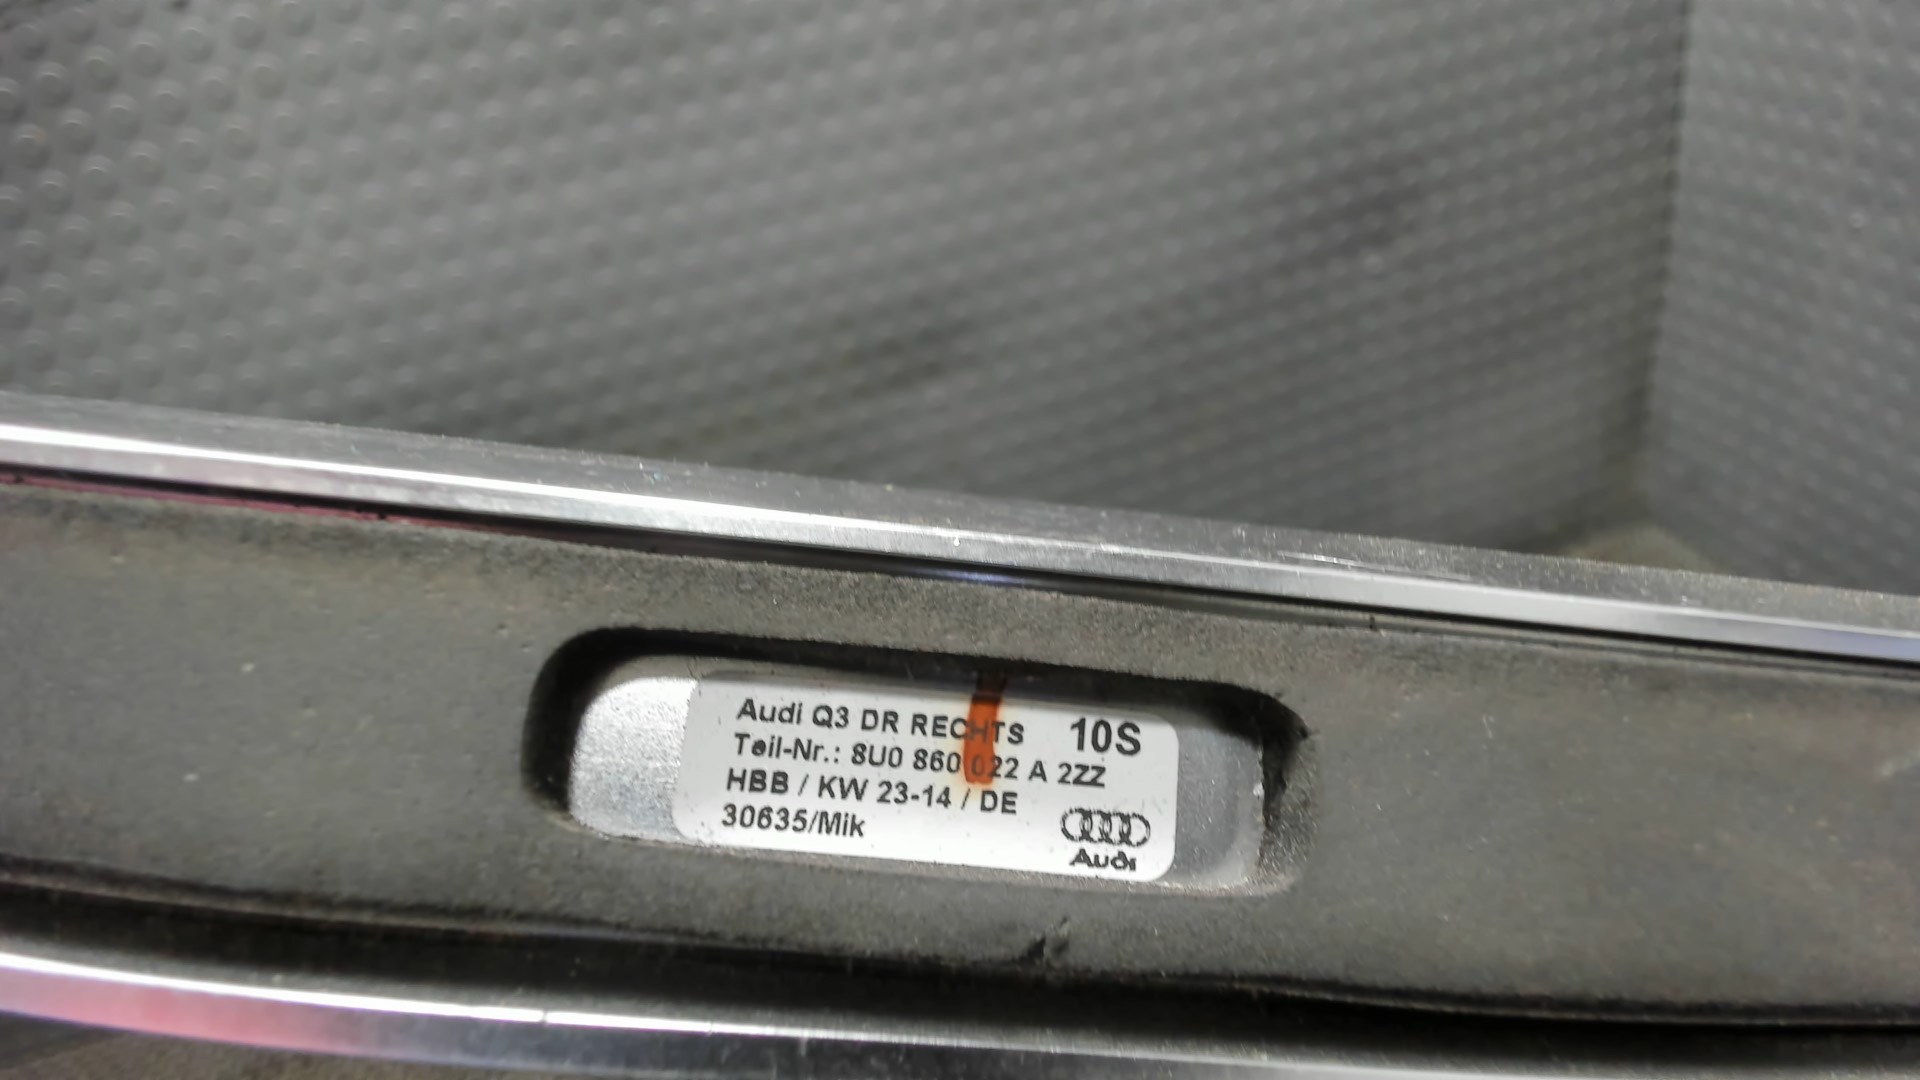 Audi Q3 DR RECHTS 10S
Teil-Nr.: 8U0 860 022 A 2ZZ
HBB / KW 23-14 / DE
30635/Mik
Audi